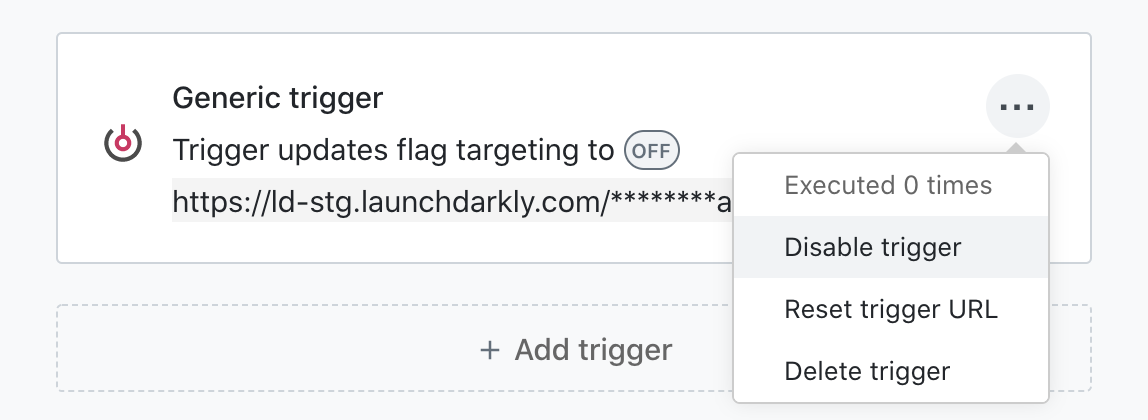 Generic trigger
...
Trigger updates flag targeting to OFF
https://ld-stg.launchdarkly.com/********a
Executed 0 times
Disable trigger
Reset trigger URL
Delete trigger
+ Add trigger